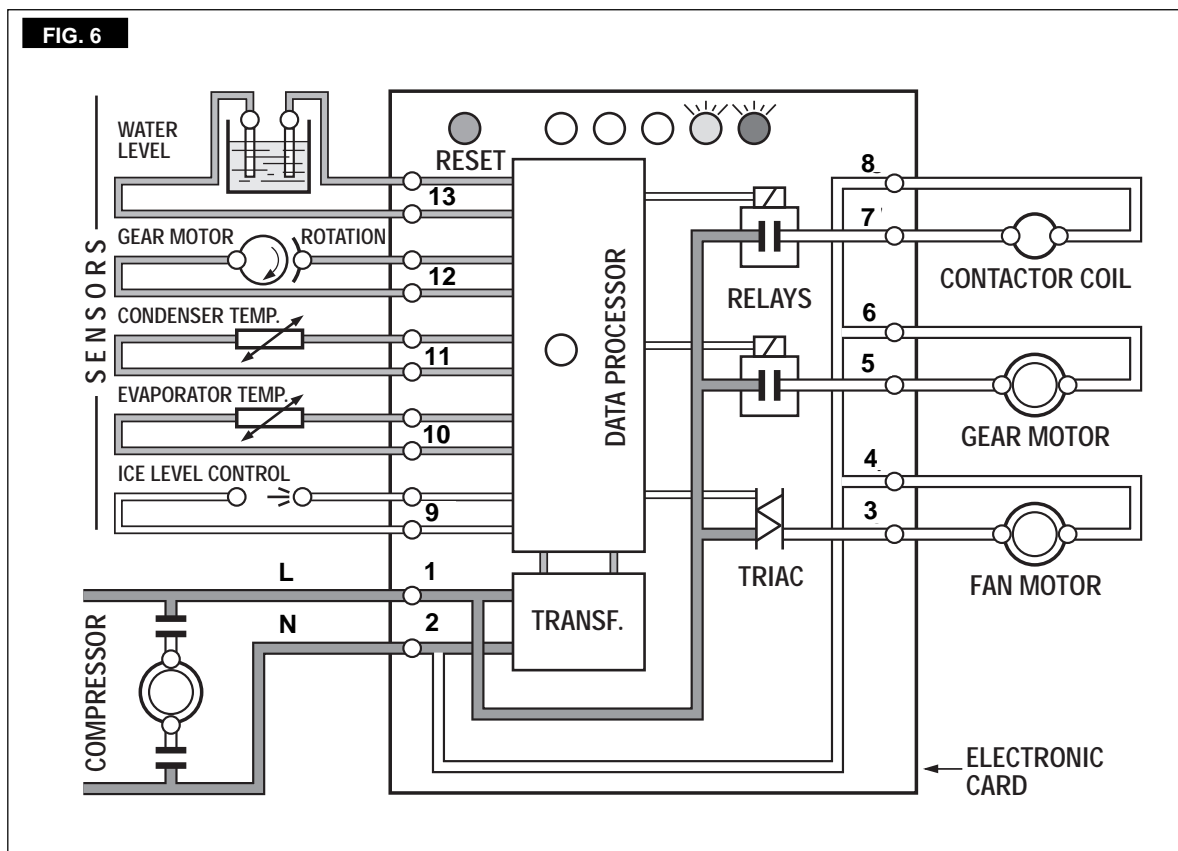 FIG. 6
SENSORS
WATER
LEVEL
RESET
13
GEAR MOTOR ROTATION
12
CONDENSER TEMP.
11
EVAPORATOR TEMP.
10
ICE LEVEL CONTROL
9
DATA PROCESSOR
RELAYS
TRIAC
8
7
CONTACTOR COIL
6
5
GEAR MOTOR
4
3
FAN MOTOR
L
1
N
2
TRANSF.
COMPRESSOR
ELECTRONIC
CARD